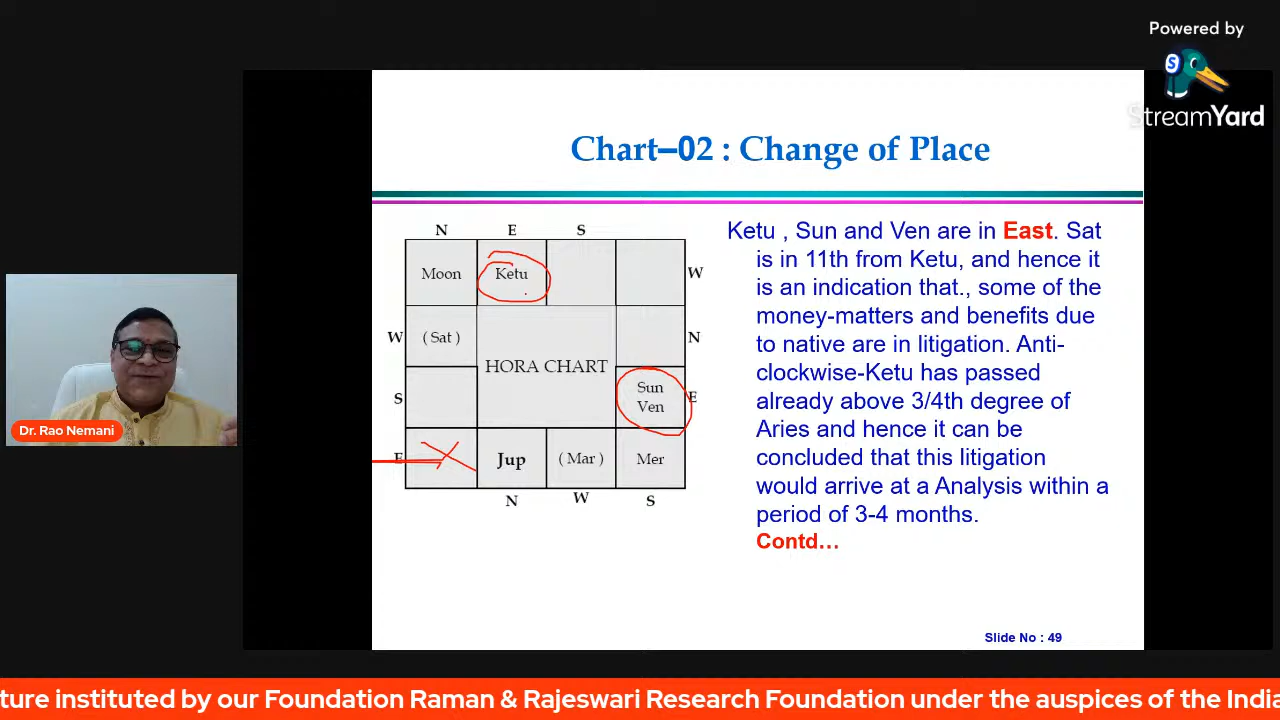 Powered by
StreamYard
Chart–02 : Change of Place
N E S
Moon Ketu W
W ( Sat ) N
HORA CHART
S Sun E
Ven
E Jup ( Mar ) Mer
N W S
Ketu , Sun and Ven are in East. Sat
is in 11th from Ketu, and hence it
is an indication that., some of the
money-matters and benefits due
to native are in litigation. Anti-
clockwise-Ketu has passed
already above 3/4th degree of
Aries and hence it can be
concluded that this litigation
would arrive at a Analysis within a
period of 3-4 months.
Contd...
Slide No : 49
Dr. Rao Nemani
ture instituted by our Foundation Raman & Rajeswari Research Foundation under the auspices of the India